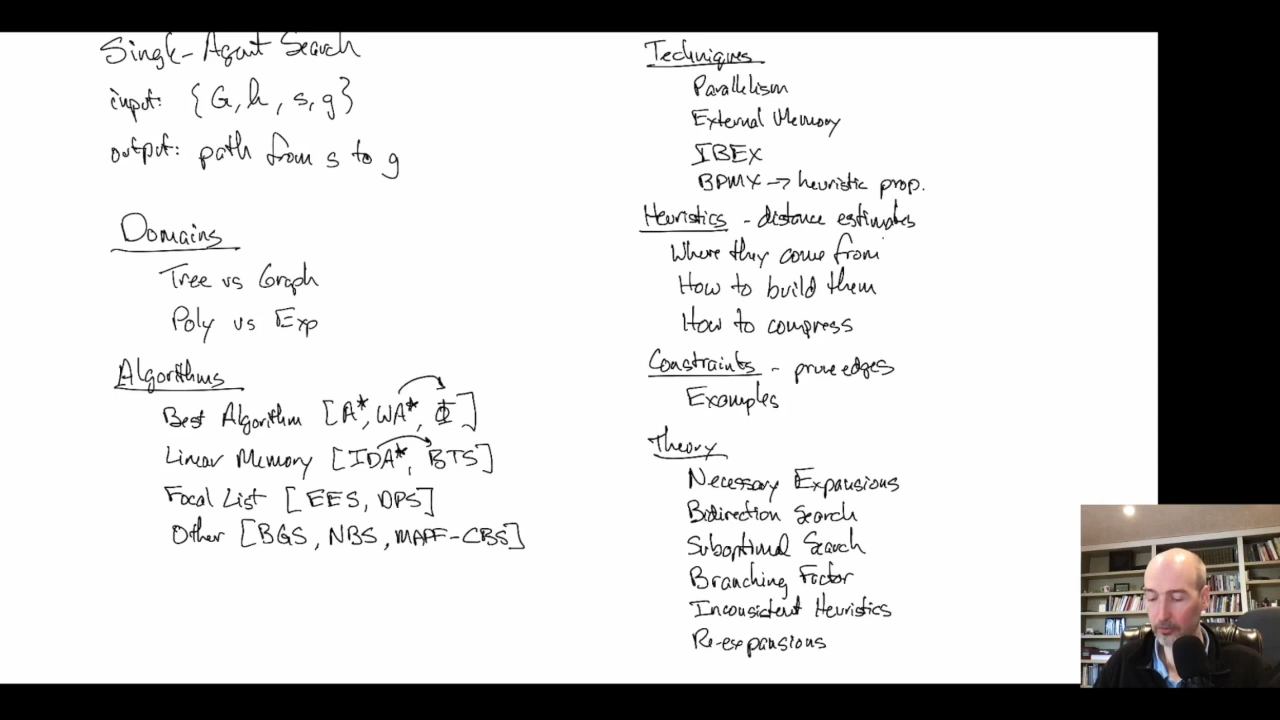 Single-Agent Search
input: {G, h, s, g}
output: path from s to g
Domains
Tree vs Graph
Poly vs Exp
Algorithms
Best Algorithm [A*, WA*, Φ]
Linear Memory [IDA*, BTS]
Focal List [EES, DPS]
Other [BGS, NBS, MAPF-CBS]
Techniques
Parallelism
External Memory
IBEX
BPMX → heuristic prop.
Heuristics - distance estimates
Where they come from
How to build them
How to compress
Constraints - prune edges
Examples
Theory
Necessary Expansions
Bidirection Search
Suboptimal Search
Branching Factor
Inconsistent Heuristics
Re-expansions